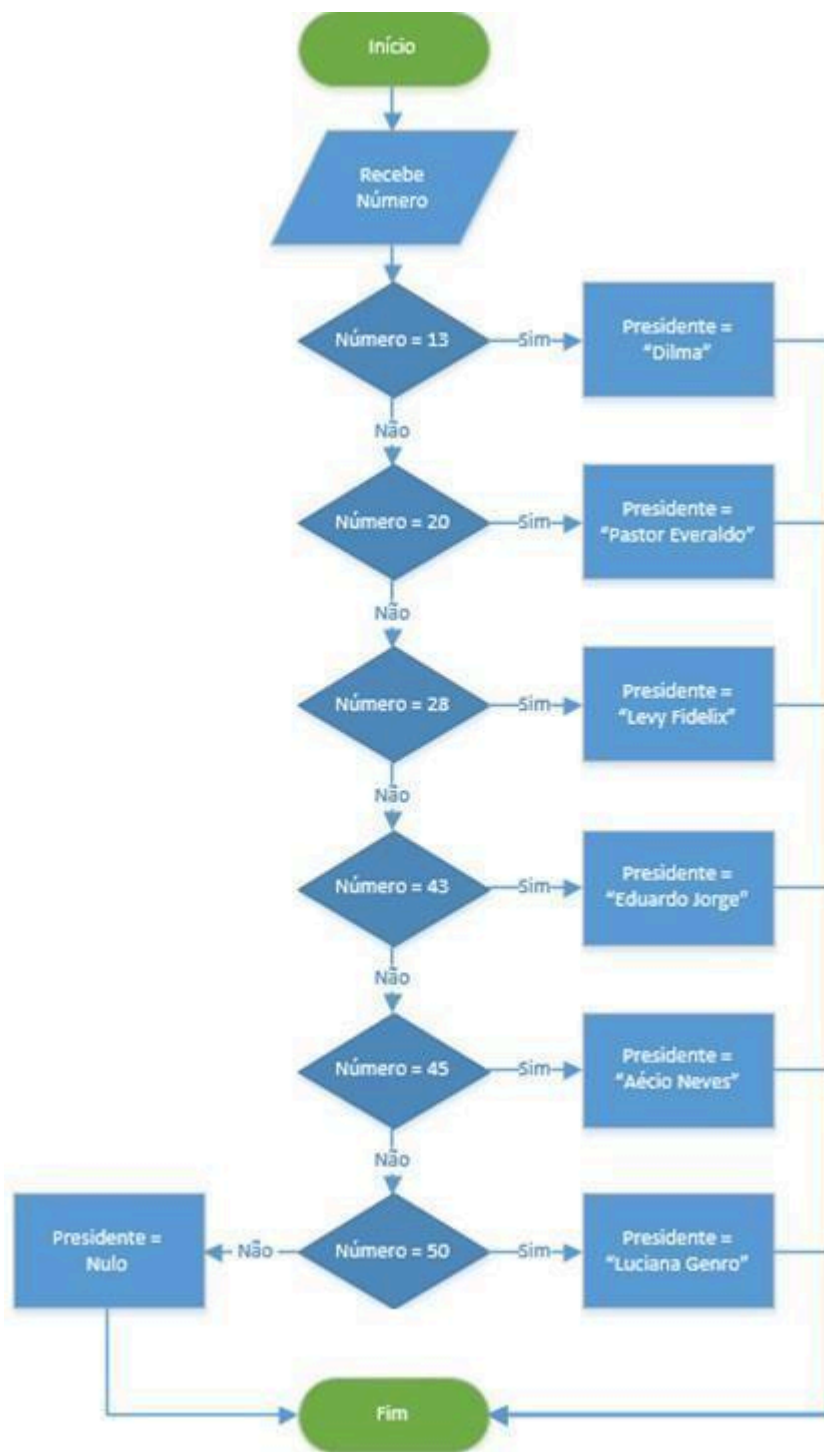 Início
Recebe
Número
Número = 13
Sim
Presidente =
“Dilma”
Não
Número = 20
Sim
Presidente =
“Pastor Everaldo”
Não
Número = 28
Sim
Presidente =
“Levy Fidelix”
Não
Número = 43
Sim
Presidente =
“Eduardo Jorge”
Não
Número = 45
Sim
Presidente =
“Aécio Neves”
Não
Presidente =
Nulo
Não
Número = 50
Sim
Presidente =
“Luciana Genro”
Fim